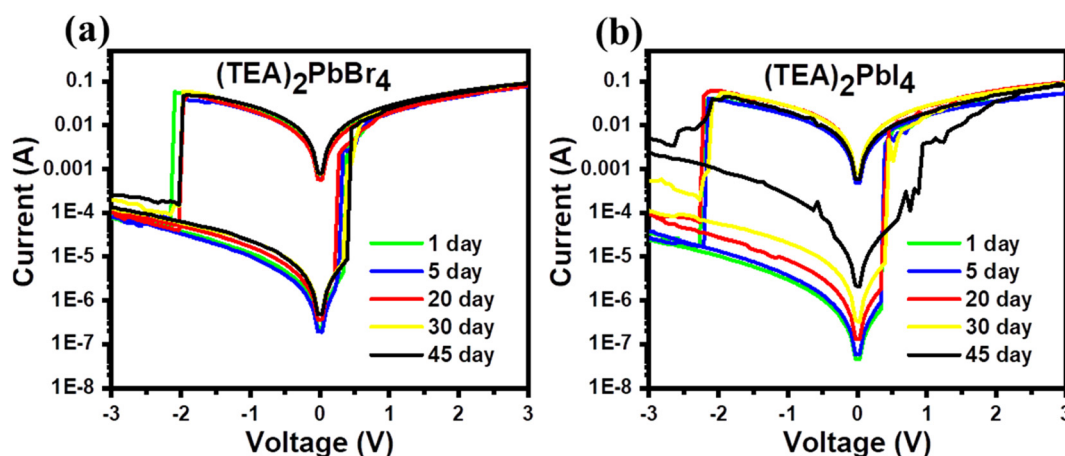 (a)
(TEA)2PbBr4
Current (A)
0.1
0.01
0.001
1E-4
1E-5
1E-6
1E-7
1E-8
1 day
5 day
20 day
30 day
45 day
-3 -2 -1 0 1 2 3
Voltage (V)
(b)
(TEA)2PbI4
Current (A)
0.1
0.01
0.001
1E-4
1E-5
1E-6
1E-7
1E-8
1 day
5 day
20 day
30 day
45 day
-3 -2 -1 0 1 2 3
Voltage (V)